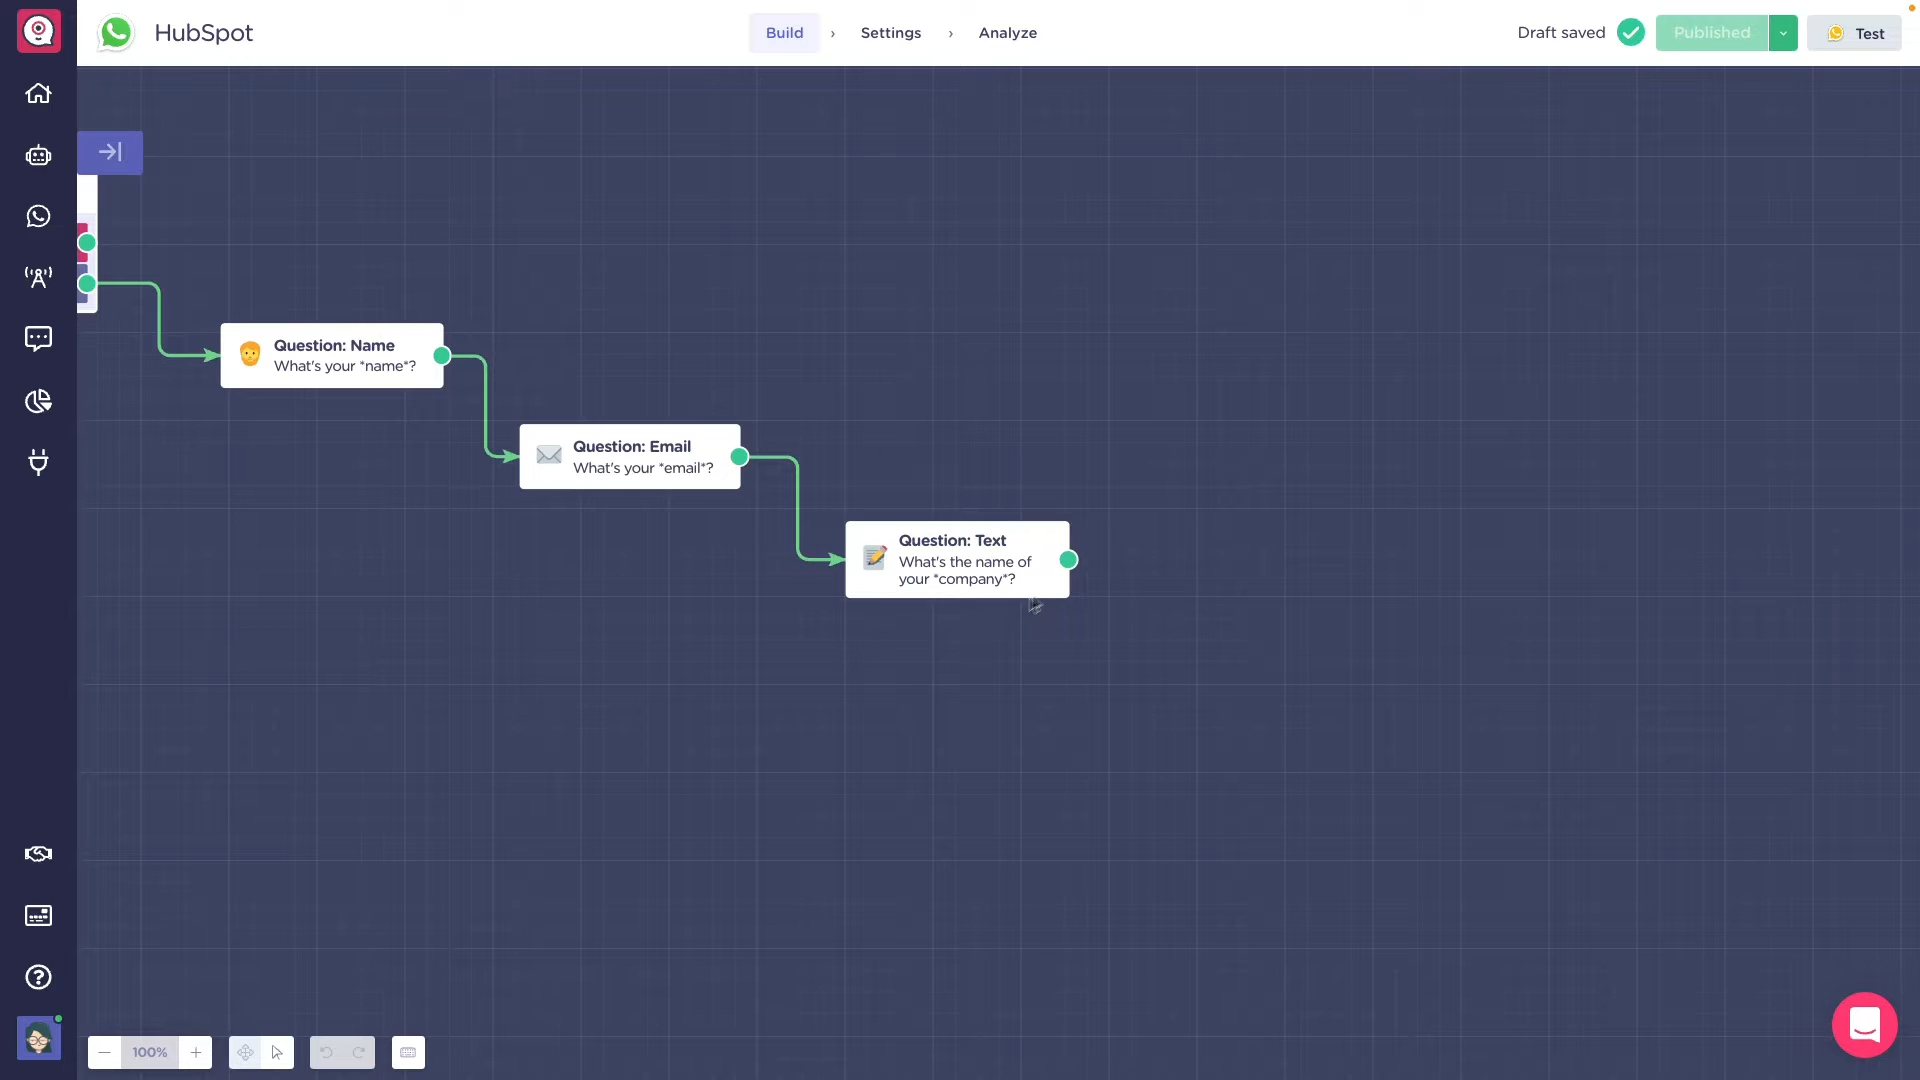 HubSpot
Build
Settings
Analyze
Draft saved
Published
Test
Question: Name
What's your *name*?
Question: Email
What's your *email*?
Question: Text
What's the name of
your *company*?
100%